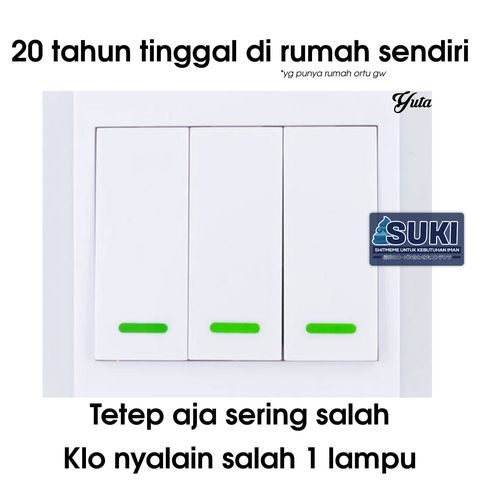 20 tahun tinggal di rumah sendiri
*yg punya rumah ortu gw
Yuta
SUKI
SHITMEME UNTUK KEBUTUHAN IMAN
Tetep aja sering salah
Klo nyalain salah 1 lampu